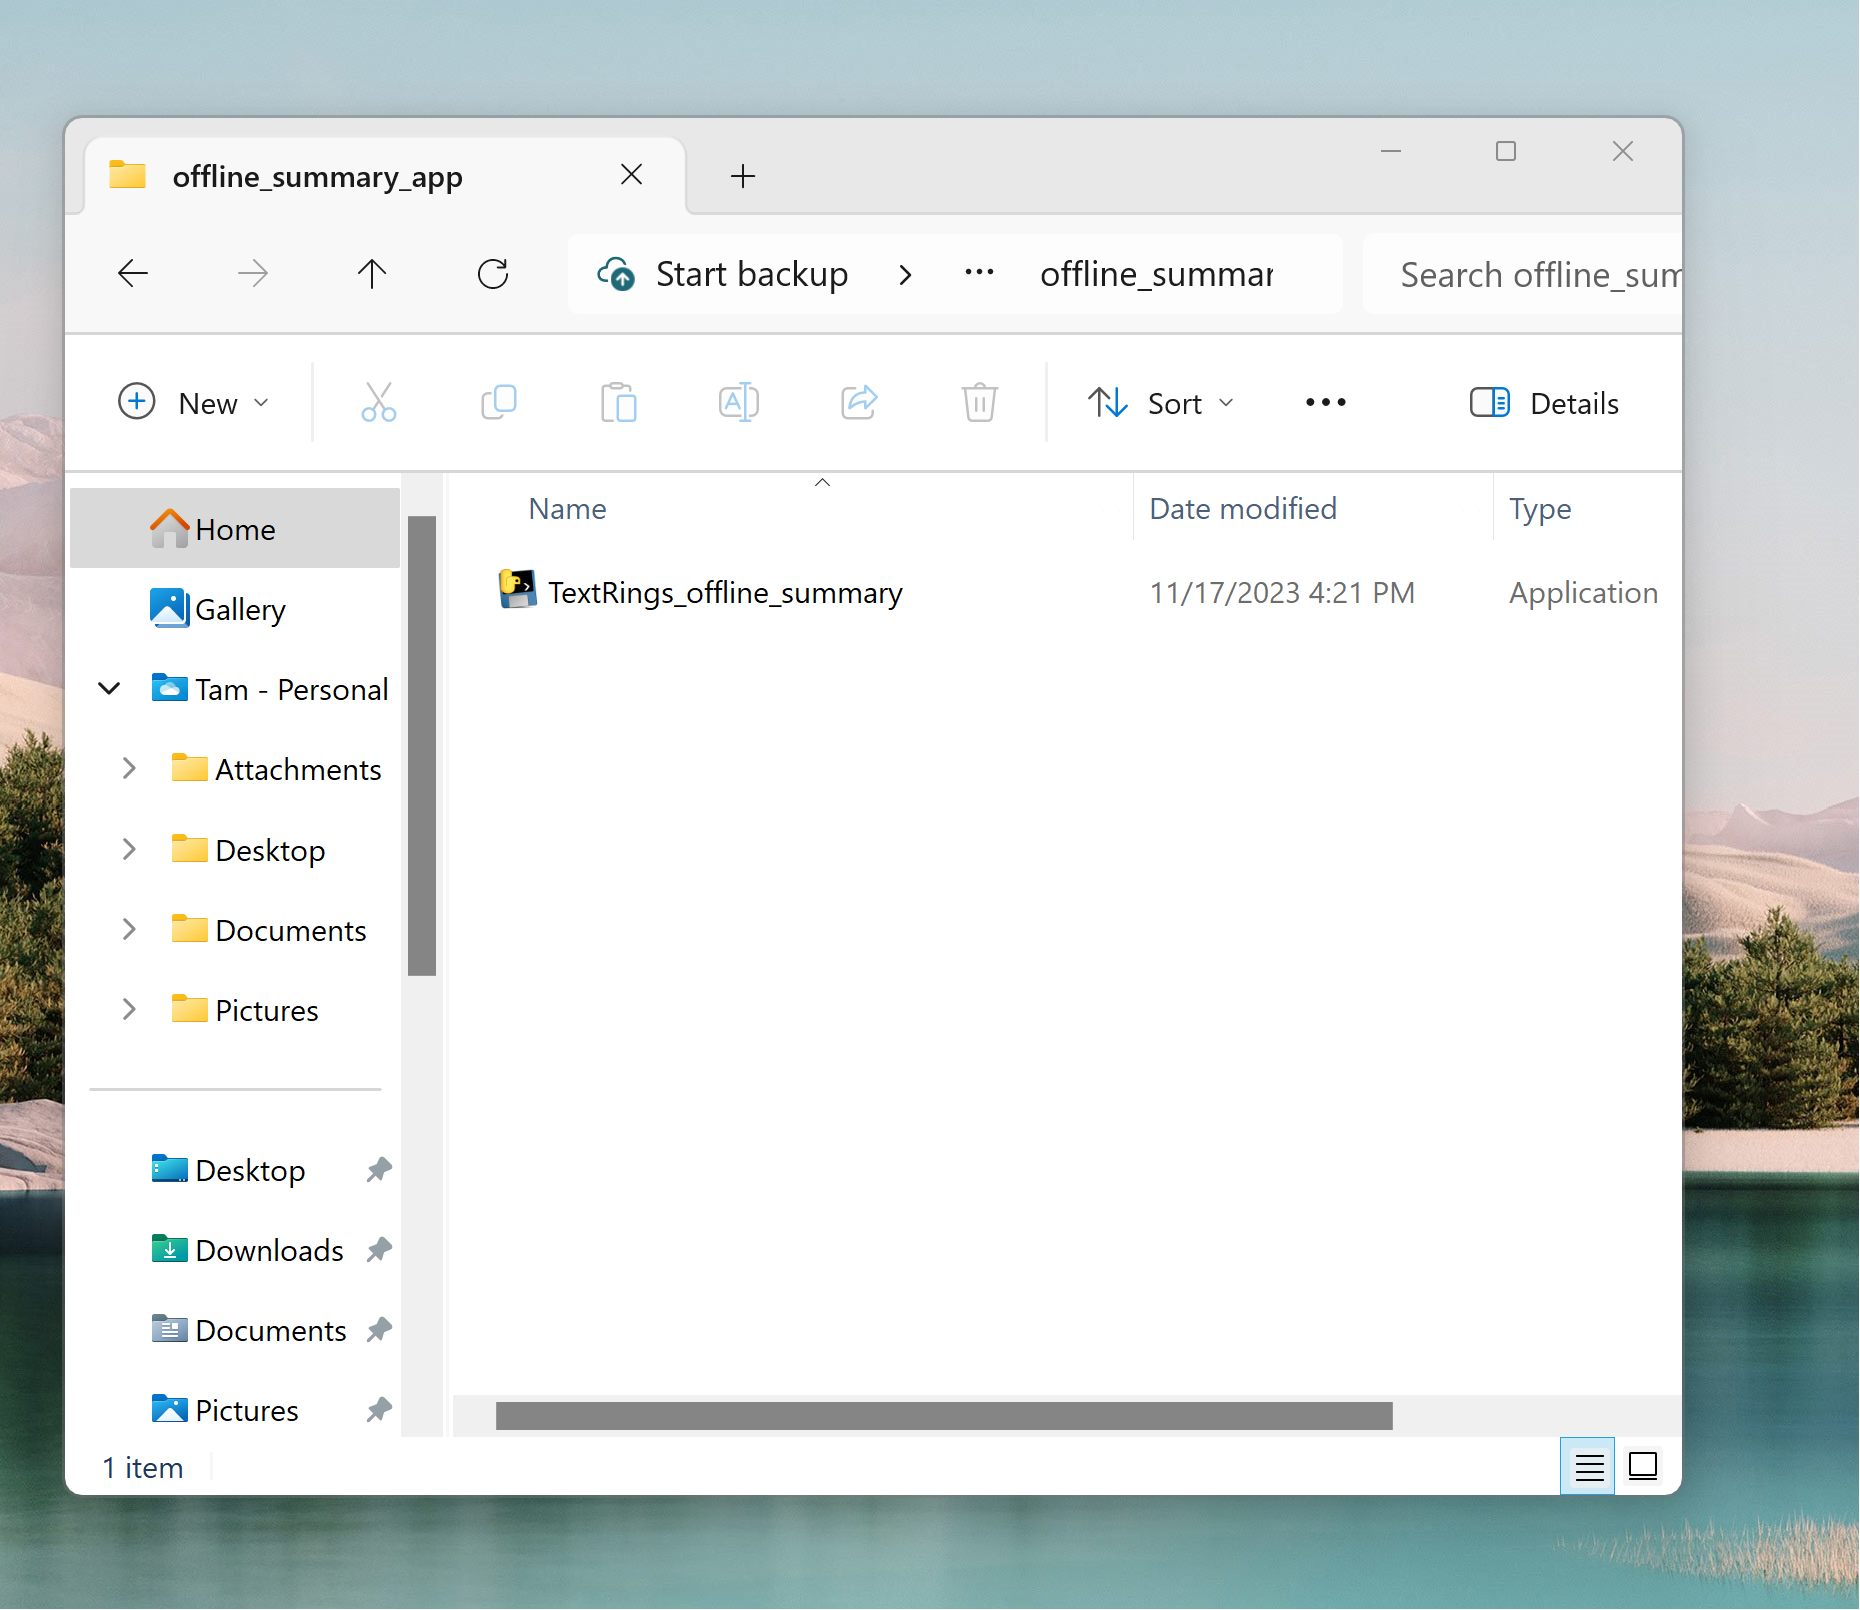 offline_summary_app
Start backup
offline_summar
Search offline_sum
New
Sort
Details
Home
Gallery
Tam - Personal
Attachments
Desktop
Documents
Pictures
Desktop
Downloads
Documents
Pictures
Name
Date modified
Type
TextRings_offline_summary
11/17/2023 4:21 PM
Application
1 item